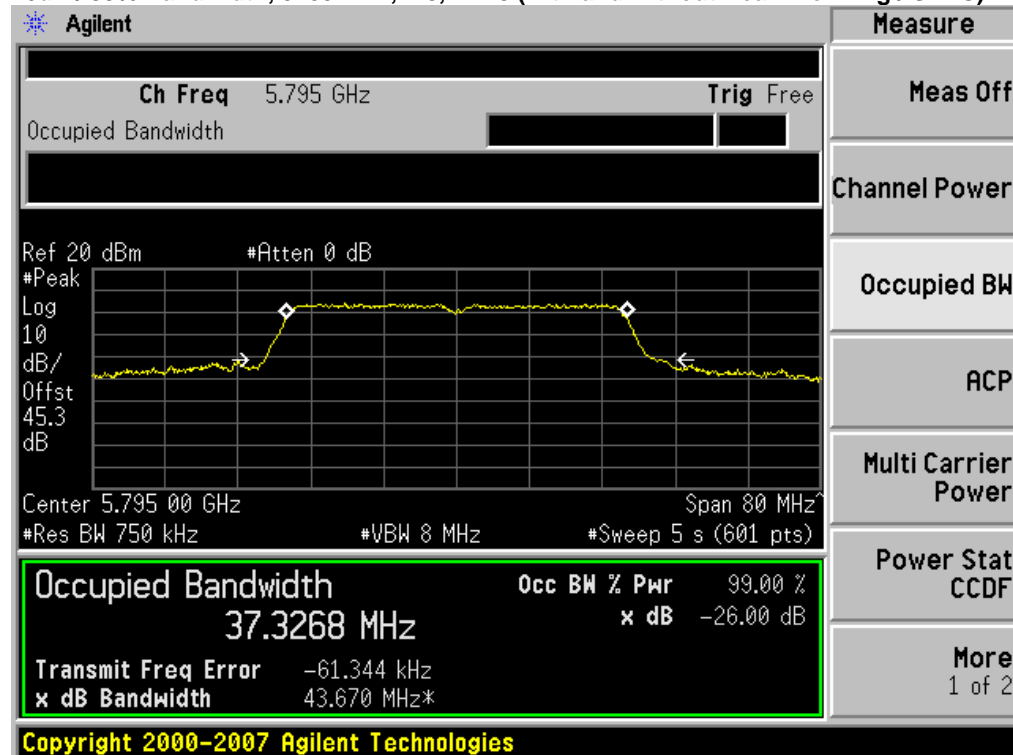 Agilent
Measure
Ch Freq 5.795 GHz Trig Free
Occupied Bandwidth
Meas Off
Channel Power
Occupied BW
ACP
Multi Carrier
Power
Power Stat
CCDF
More
1 of 2
Ref 20 dBm #Atten 0 dB
#Peak
Log
10
dB/
Offst
45.3
dB
Center 5.795 00 GHz Span 80 MHz^
#Res BW 750 kHz #VBW 8 MHz #Sweep 5 s (601 pts)
Occupied Bandwidth Occ BW % Pwr 99.00 %
37.3268 MHz x dB -26.00 dB
Transmit Freq Error -61.344 kHz
x dB Bandwidth 43.670 MHz*
Copyright 2000-2007 Agilent Technologies